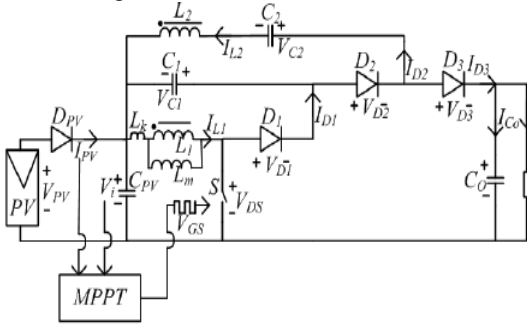 L2
C2
IL2
VC2
C1
VC1
D2
ID2
D3
ID3
+VD2-
+VD3-
ICo
DPV
IPV
Lk
L1
Lm
IL1
D1
ID1
+VD1-
PV
+
VPV
-
Vi
CPV
S
+
VDS
-
VGS
CO
+
-
MPPT